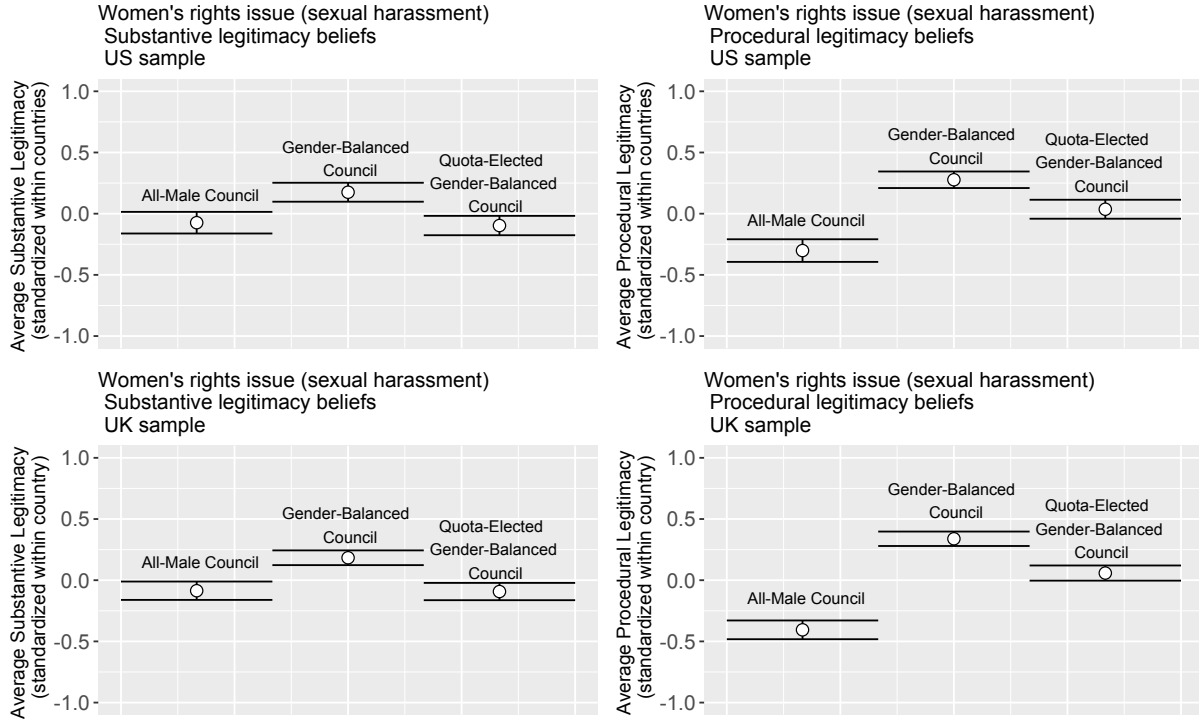 Women's rights issue (sexual harassment)
Substantive legitimacy beliefs
US sample
Average Substantive Legitimacy
(standardized within countries)
1.0
0.5
0.0
-0.5
-1.0
All-Male Council
Gender-Balanced
Council
Quota-Elected
Gender-Balanced
Council
Women's rights issue (sexual harassment)
Procedural legitimacy beliefs
US sample
Average Procedural Legitimacy
(standardized within countries)
1.0
0.5
0.0
-0.5
-1.0
All-Male Council
Gender-Balanced
Council
Quota-Elected
Gender-Balanced
Council
Women's rights issue (sexual harassment)
Substantive legitimacy beliefs
UK sample
Average Substantive Legitimacy
(standardized within country)
1.0
0.5
0.0
-0.5
-1.0
All-Male Council
Gender-Balanced
Council
Quota-Elected
Gender-Balanced
Council
Women's rights issue (sexual harassment)
Procedural legitimacy beliefs
UK sample
Average Procedural Legitimacy
(standardized within country)
1.0
0.5
0.0
-0.5
-1.0
All-Male Council
Gender-Balanced
Council
Quota-Elected
Gender-Balanced
Council